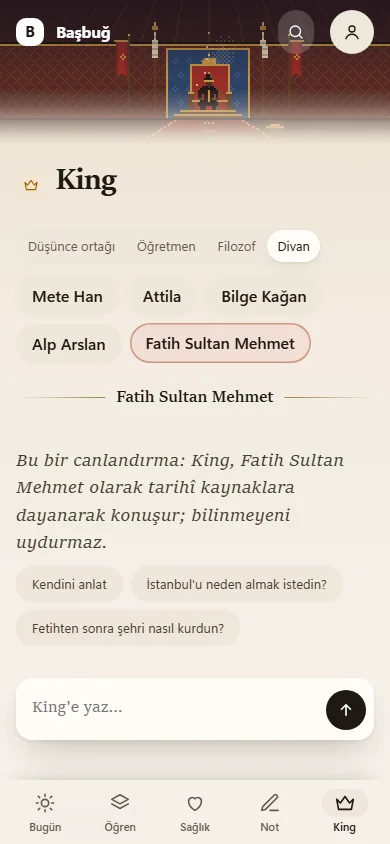 B Başbuğ
King
Düşünce ortağı Öğretmen Filozof Divan
Mete Han Attila Bilge Kağan
Alp Arslan Fatih Sultan Mehmet
Fatih Sultan Mehmet
Bu bir canlandırma: King, Fatih Sultan
Mehmet olarak tarihî kaynaklara
dayanarak konuşur; bilinmeyeni
uydurmaz.
Kendini anlat İstanbul'u neden almak istedin?
Fetihten sonra şehri nasıl kurdun?
King'e yaz...
Bugün Öğren Sağlık Not King